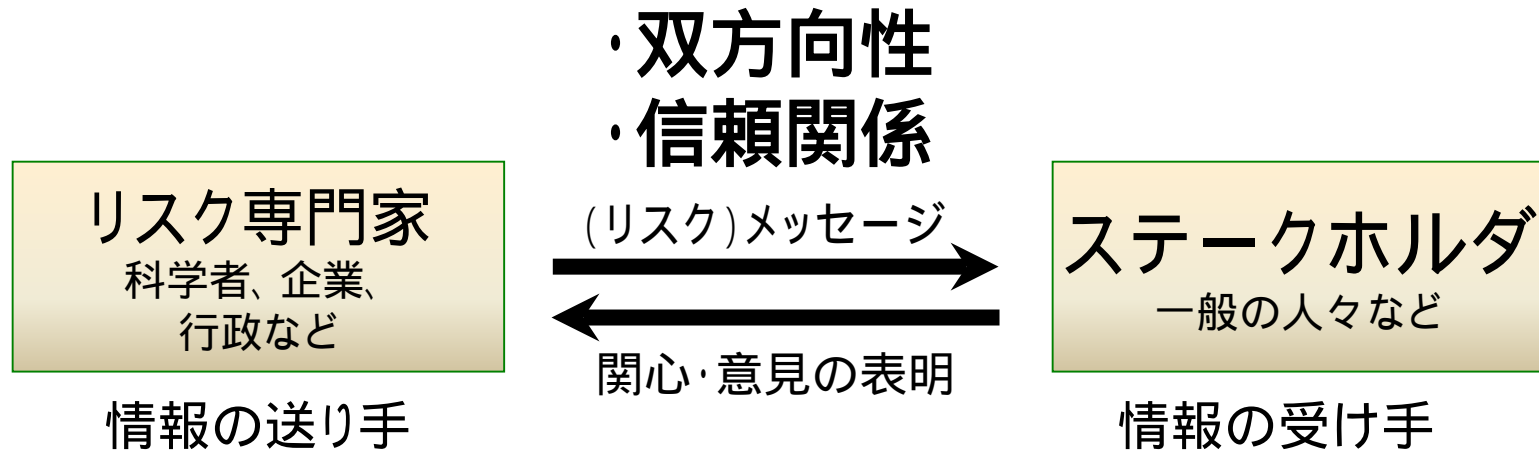 ・双方向性
・信頼関係
リスク専門家
科学者、企業、
行政など
情報の送り手
(リスク)メッセージ
関心・意見の表明
ステークホルダ
一般の人々など
情報の受け手